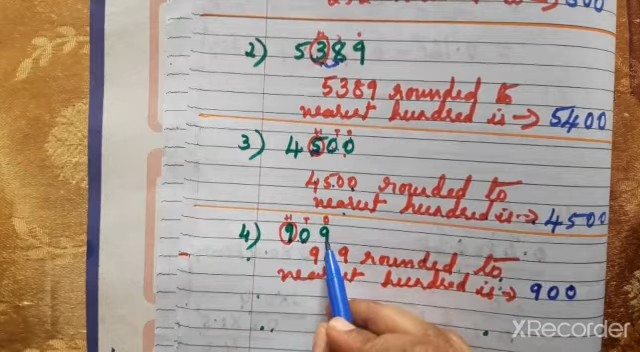 2) 5389
5389 rounded to
nearest hundred is → 5400
3) 4500
H T O
4500 rounded to
nearest hundred is → 4500
H T O
4) 909
rounded to
nearest hundred is → 900
XRecorder